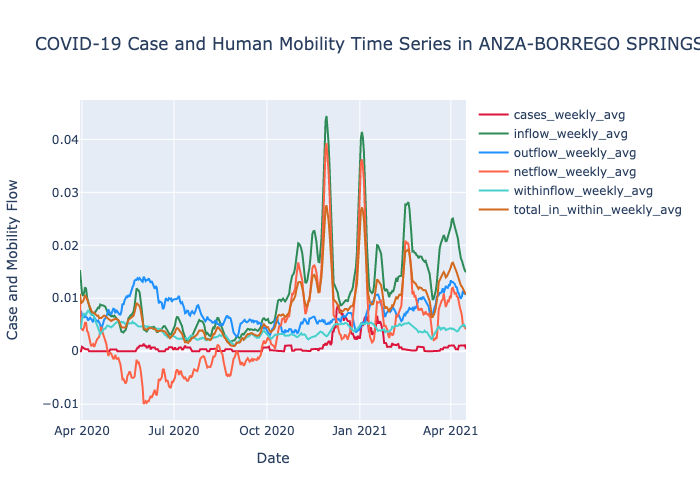 COVID-19 Case and Human Mobility Time Series in ANZA-BORREGO SPRINGS
cases_weekly_avg
inflow_weekly_avg
outflow_weekly_avg
netflow_weekly_avg
withinflow_weekly_avg
total_in_within_weekly_avg
Case and Mobility Flow
0.04
0.03
0.02
0.01
0
−0.01
Apr 2020
Jul 2020
Oct 2020
Jan 2021
Apr 2021
Date